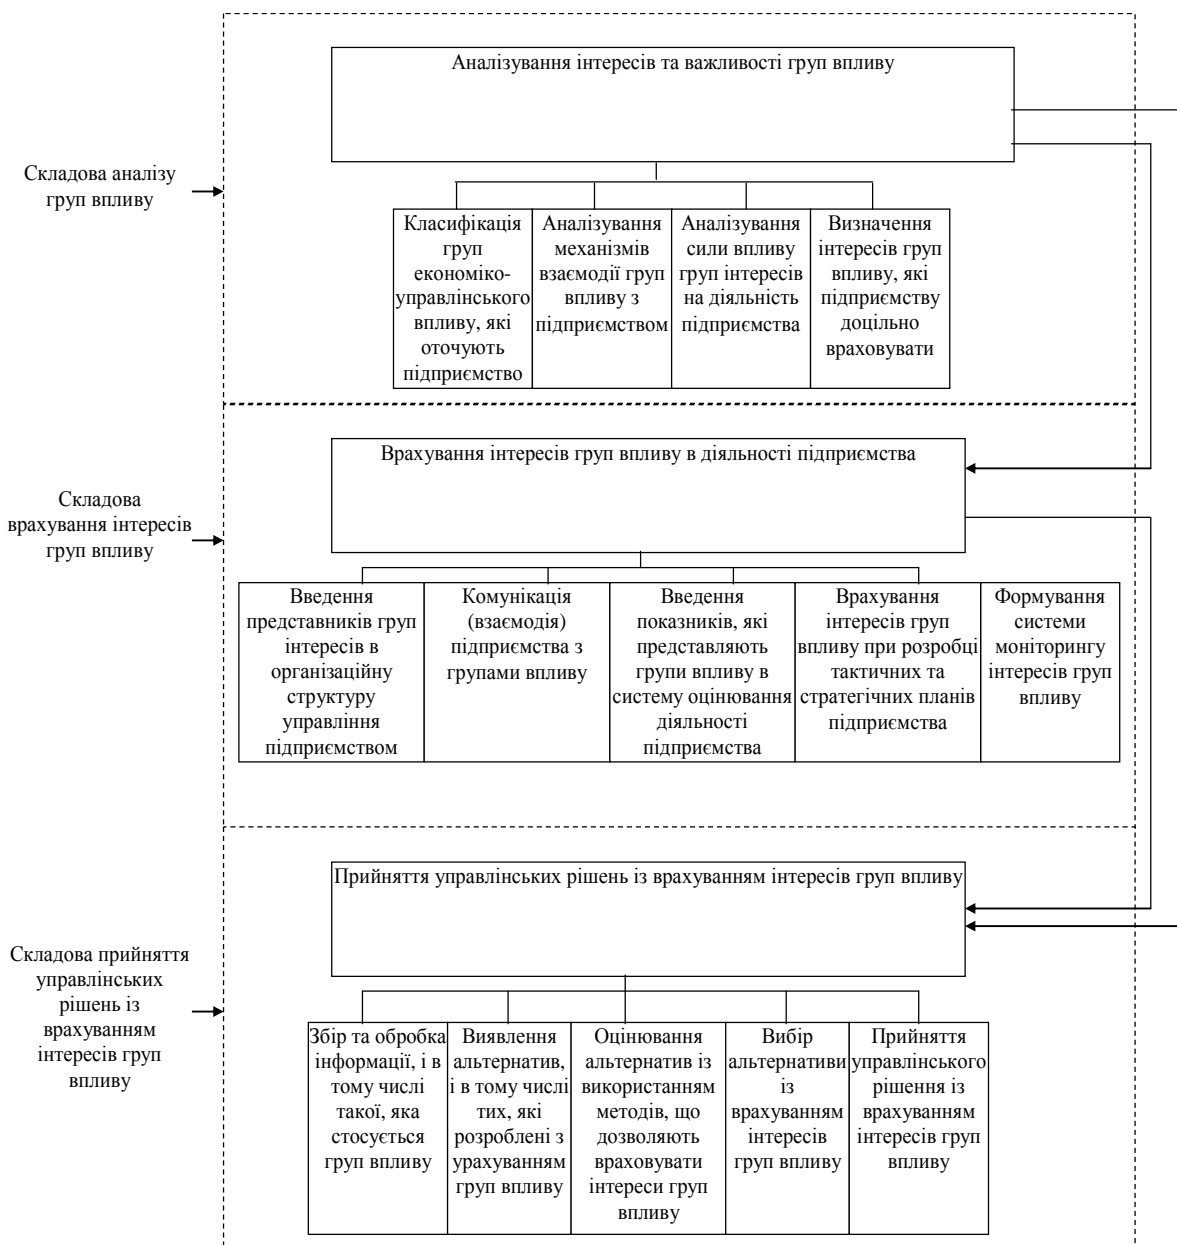 Аналізування інтересів та важливості груп впливу
Складова аналізу
груп впливу
Класифікація
груп
економіко-
управлінського
впливу, які
оточують
підприємство
Аналізування
механізмів
взаємодії груп
впливу з
підприємством
Аналізування
сили впливу
груп інтересів
на діяльність
підприємства
Визначення
інтересів груп
впливу, які
підприємству
доцільно
враховувати
Врахування інтересів груп впливу в діяльності підприємства
Складова
врахування інтересів
груп впливу
Введення
представників груп
інтересів в
організаційну
структуру
управління
підприємством
Комунікація
(взаємодія)
підприємства з
групами впливу
Введення
показників, які
представляють
групи впливу в
систему оцінювання
діяльності
підприємства
Врахування
інтересів груп
впливу при розробці
тактичних та
стратегічних планів
підприємства
Формування
системи
моніторингу
інтересів груп
впливу
Прийняття управлінських рішень із врахуванням інтересів груп впливу
Складова прийняття
управлінських
рішень із
врахуванням
інтересів груп
впливу
Збір та обробка
інформації, і в
тому числі
такої, яка
стосується
груп впливу
Виявлення
альтернатив,
і в тому числі
тих, які
розроблені з
урахуванням
груп впливу
Оцінювання
альтернатив із
використанням
методів, що
дозволяють
враховувати
інтереси груп
впливу
Вибір
альтернативи
із
врахуванням
інтересів
груп впливу
Прийняття
управлінського
рішення із
врахуванням
інтересів груп
впливу